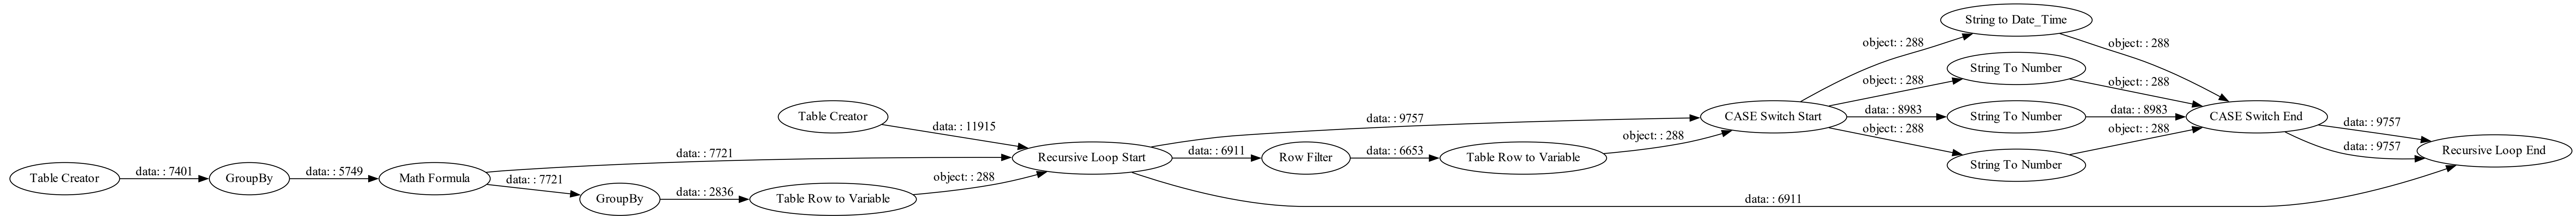 String to Date_Time
object: : 288
object: : 288
String To Number
object: : 288
object: : 288
Table Creator
data: : 11915
data: : 9757
CASE Switch Start
data: : 8983
String To Number
data: : 8983
CASE Switch End
data: : 9757
object: : 288
object: : 288
data: : 7721
Recursive Loop Start
data: : 6911
Row Filter
data: : 6653
Table Row to Variable
object: : 288
String To Number
data: : 9757
Recursive Loop End
Table Creator
data: : 7401
GroupBy
data: : 5749
Math Formula
data: : 7721
GroupBy
data: : 2836
Table Row to Variable
object: : 288
data: : 6911